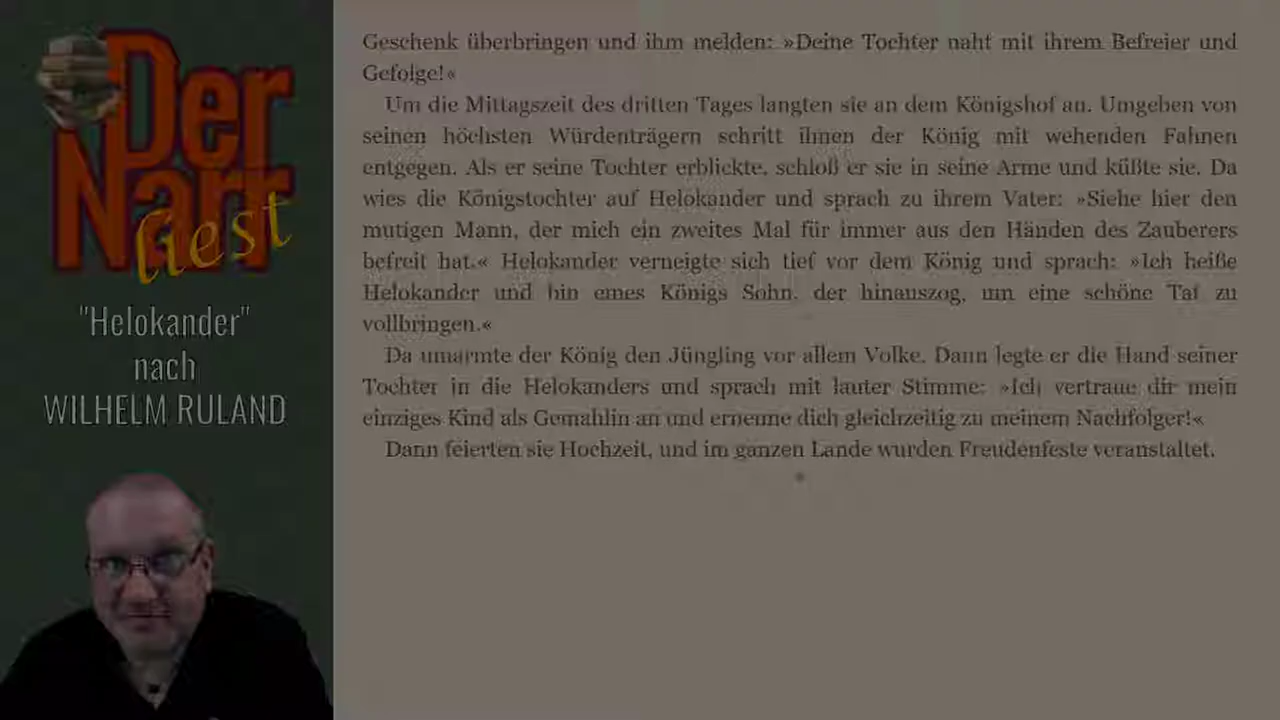 Der
Narr
liest
"Helokander"
nach
WILHELM RULAND
Geschenk überbringen und ihm melden: »Deine Tochter naht mit ihrem Befreier und
Gefolge!«
Um die Mittagszeit des dritten Tages langten sie an dem Königshof an. Umgeben von
seinen höchsten Würdenträgern schritt ihnen der König mit wehenden Fahnen
entgegen. Als er seine Tochter erblickte, schloß er sie in seine Arme und küßte sie. Da
wies die Königstochter auf Helokander und sprach zu ihrem Vater: »Siehe hier den
mutigen Mann, der mich ein zweites Mal für immer aus den Händen des Zauberers
befreit hat.« Helokander verneigte sich tief vor dem König und sprach: »Ich heiße
Helokander und bin eines Königs Sohn, der hinauszog, um eine schöne Tat zu
vollbringen.«
Da umarmte der König den Jüngling vor allem Volke. Dann legte er die Hand seiner
Tochter in die Helokanders und sprach mit lauter Stimme: »Ich vertraue dir mein
einziges Kind als Gemahlin an und ernenne dich gleichzeitig zu meinem Nachfolger!«
Dann feierten sie Hochzeit, und im ganzen Lande wurden Freudenfeste veranstaltet.